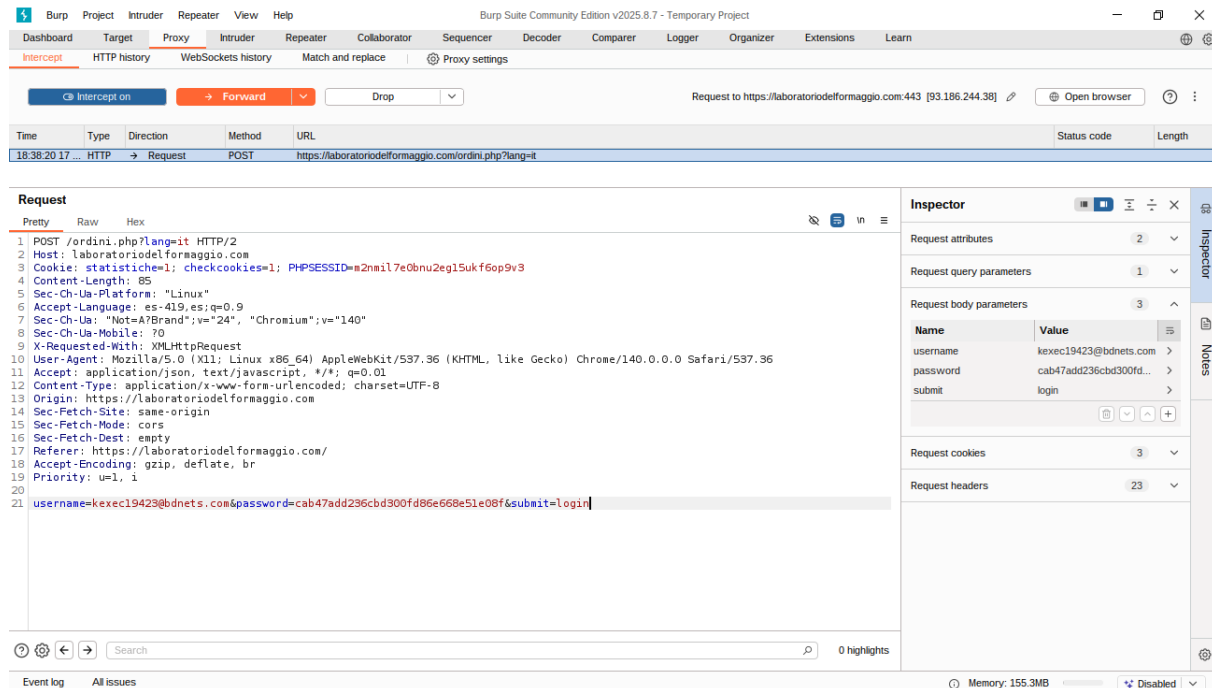 Burp Project Intruder Repeater View Help
Burp Suite Community Edition v2025.8.7 - Temporary Project
Dashboard Target Proxy Intruder Repeater Collaborator Sequencer Decoder Comparer Logger Organizer Extensions Learn
Intercept HTTP history WebSockets history Match and replace Proxy settings
Intercept on Forward Drop Request to https://laboratoriodelformaggio.com:443 [93.186.244.38] Open browser
Time Type Direction Method URL Status code Length
18:38:20 17 ... HTTP → Request POST https://laboratoriodelformaggio.com/ordini.php?lang=it
Request
Pretty Raw Hex
\n
1 POST /ordini.php?lang=it HTTP/2
2 Host: laboratoriodelformaggio.com
3 Cookie: statistiche=1; checkcookies=1; PHPSESSID=m2nmil7e0bnu2eg15ukf6op9v3
4 Content-Length: 85
5 Sec-Ch-Ua-Platform: "Linux"
6 Accept-Language: es-419,es;q=0.9
7 Sec-Ch-Ua: "Not=A?Brand";v="24", "Chromium";v="140"
8 Sec-Ch-Ua-Mobile: ?0
9 X-Requested-With: XMLHttpRequest
10 User-Agent: Mozilla/5.0 (X11; Linux x86_64) AppleWebKit/537.36 (KHTML, like Gecko) Chrome/140.0.0.0 Safari/537.36
11 Accept: application/json, text/javascript, */*; q=0.01
12 Content-Type: application/x-www-form-urlencoded; charset=UTF-8
13 Origin: https://laboratoriodelformaggio.com
14 Sec-Fetch-Site: same-origin
15 Sec-Fetch-Mode: cors
16 Sec-Fetch-Dest: empty
17 Referer: https://laboratoriodelformaggio.com/
18 Accept-Encoding: gzip, deflate, br
19 Priority: u=1, i
20
21 username=kexec19423@bdnets.com&password=cab47add236cbd300fd86e668e51e08f&submit=login
Search
0 highlights
Inspector
Request attributes 2
Request query parameters 1
Request body parameters 3
Name Value
username kexec19423@bdnets.com
password cab47add236cbd300fd...
submit login
Request cookies 3
Request headers 23
Inspector
Notes
Event log All issues
Memory: 155.3MB
Disabled